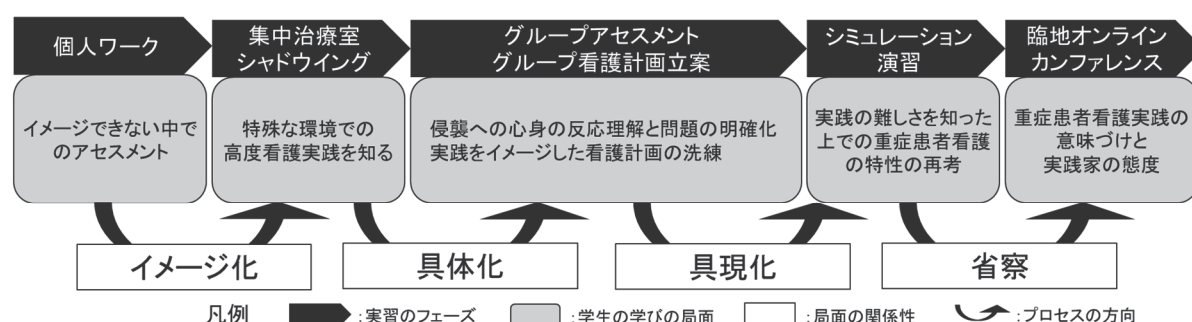 個人ワーク
集中治療室
シャドウイング
グループアセスメント
グループ看護計画立案
シミュレーション
演習
臨地オンライン
カンファレンス
イメージできない中で
のアセスメント
特殊な環境での
高度看護実践を知る
侵襲への心身の反応理解と問題の明確化
実践をイメージした看護計画の洗練
実践の難しさを知った
上での重症患者看護
の特性の再考
重症患者看護実践の
意味づけと
実践家の態度
イメージ化
具体化
具現化
省察
凡例
:実習のフェーズ
:学生の学びの局面
:局面の関係性
:プロセスの方向